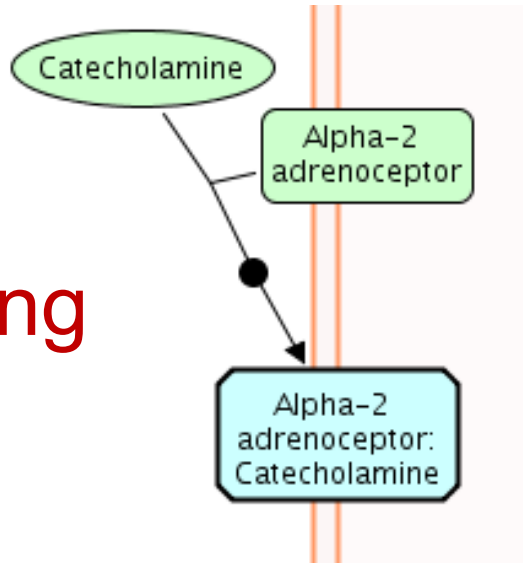 Catecholamine
Alpha-2
adrenoceptor
ng
Alpha-2
adrenoceptor:
Catecholamine